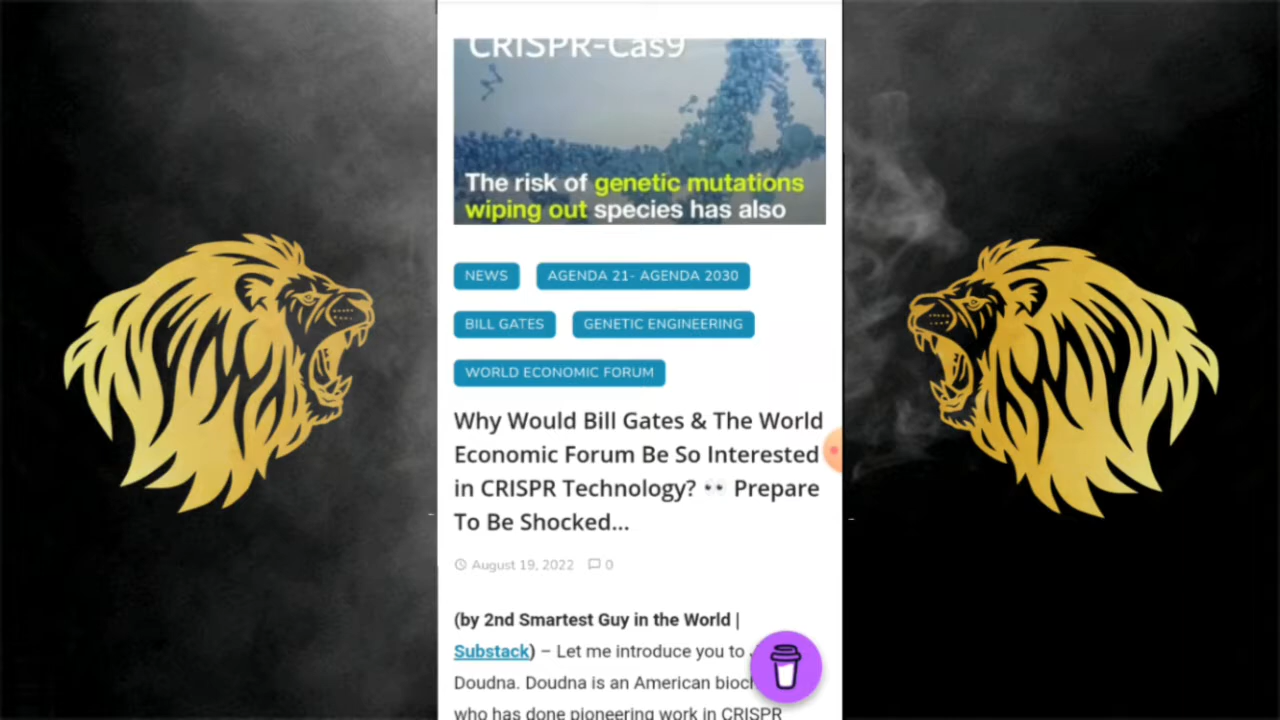 CRISPR-Cas9
The risk of genetic mutations
wiping out species has also
NEWS
AGENDA 21- AGENDA 2030
BILL GATES
GENETIC ENGINEERING
WORLD ECONOMIC FORUM
Why Would Bill Gates & The World
Economic Forum Be So Interested
in CRISPR Technology? 👀 Prepare
To Be Shocked...
August 19, 2022 0
(by 2nd Smartest Guy in the World |
Substack) – Let me introduce you to
Doudna. Doudna is an American
who has done pioneering work in CRISPR